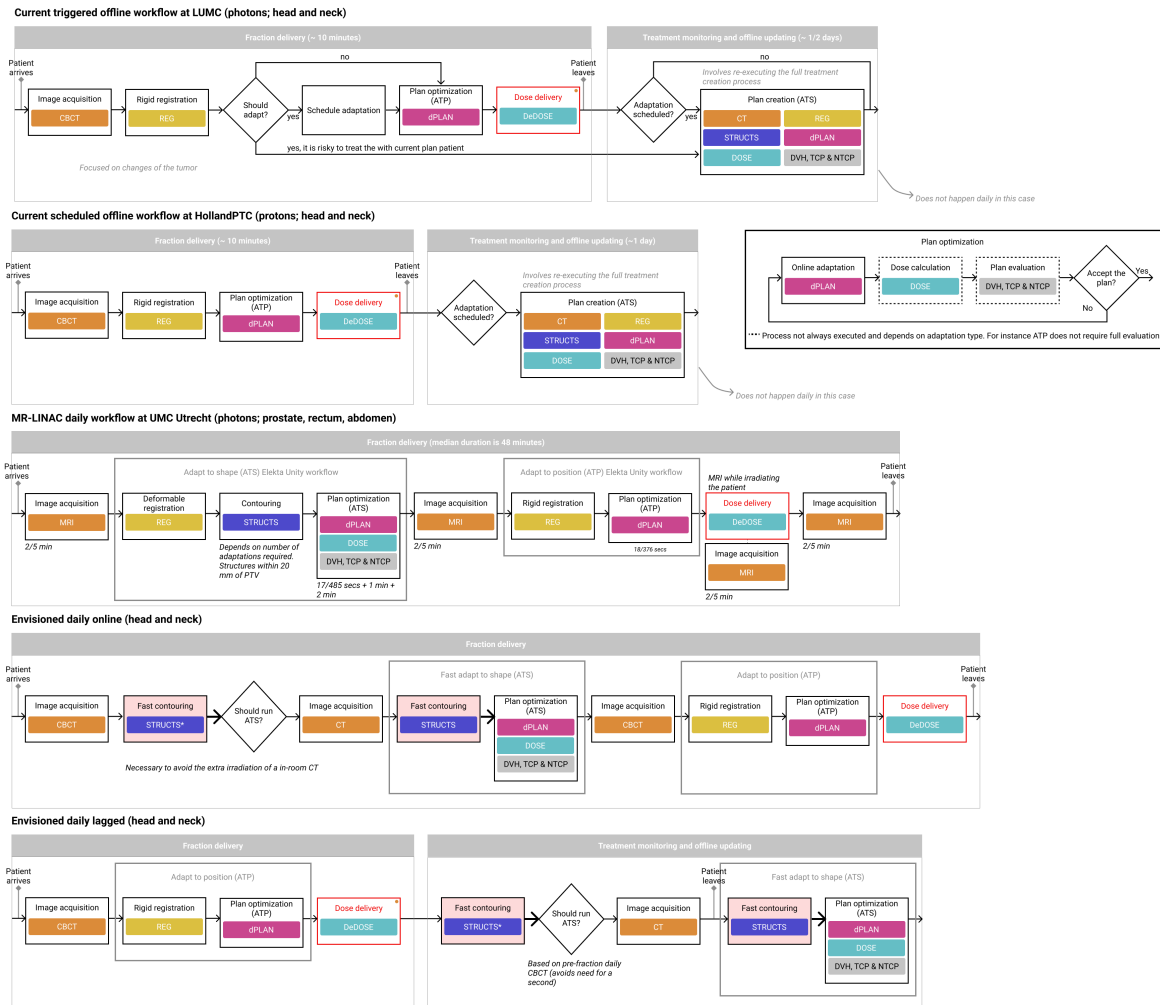 Current triggered offline workflow at LUMC (photons; head and neck)
Fraction delivery (~ 10 minutes)
Treatment monitoring and offline updating (~ 1/2 days)
Patient
arrives
Patient
leaves
no
no
Involves re-executing the full treatment
creation process
Image acquisition
CBCT
Rigid registration
REG
Should
adapt?
yes
Schedule adaptation
Plan optimization
(ATP)
dPLAN
Dose delivery
DeDOSE
Adaptation
scheduled?
yes
Plan creation (ATS)
CT
REG
STRUCTS
dPLAN
DOSE
DVH, TCP & NTCP
yes, it is risky to treat the with current plan patient
Focused on changes of the tumor
Does not happen daily in this case
Current scheduled offline workflow at HollandPTC (protons; head and neck)
Fraction delivery (~ 10 minutes)
Treatment monitoring and offline updating (~1 day)
Patient
arrives
Patient
leaves
Involves re-executing the full treatment
creation process
Image acquisition
CBCT
Rigid registration
REG
Plan optimization
(ATP)
dPLAN
Dose delivery
DeDOSE
Adaptation
scheduled?
Plan creation (ATS)
CT
REG
STRUCTS
dPLAN
DOSE
DVH, TCP & NTCP
Does not happen daily in this case
Plan optimization
Online adaptation
dPLAN
Dose calculation
DOSE
Plan evaluation
DVH, TCP & NTCP
Accept the
plan?
Yes
No
Process not always executed and depends on adaptation type. For instance ATP does not require full evaluation
MR-LINAC daily workflow at UMC Utrecht (photons; prostate, rectum, abdomen)
Fraction delivery (median duration is 48 minutes)
Patient
arrives
Patient
leaves
Adapt to shape (ATS) Elekta Unity workflow
Adapt to position (ATP) Elekta Unity workflow
MRI while irradiating
the patient
Image acquisition
MRI
2/5 min
Deformable
registration
REG
Contouring
STRUCTS
Depends on number of
adaptations required.
Structures within 20
mm of PTV
Plan optimization
(ATS)
dPLAN
DOSE
DVH, TCP & NTCP
17/485 secs + 1 min +
2 min
Image acquisition
MRI
2/5 min
Rigid registration
REG
Plan optimization
(ATP)
dPLAN
18/376 secs
Dose delivery
DeDOSE
Image acquisition
MRI
2/5 min
Image acquisition
MRI
2/5 min
Envisioned daily online (head and neck)
Fraction delivery
Patient
arrives
Patient
leaves
Fast adapt to shape (ATS)
Adapt to position (ATP)
Image acquisition
CBCT
Fast contouring
STRUCTS*
Should run
ATS?
Image acquisition
CT
Fast contouring
STRUCTS
Plan optimization
(ATS)
dPLAN
DOSE
DVH, TCP & NTCP
Image acquisition
CBCT
Rigid registration
REG
Plan optimization
(ATP)
dPLAN
Dose delivery
DeDOSE
Necessary to avoid the extra irradiation of a in-room CT
Envisioned daily lagged (head and neck)
Fraction delivery
Treatment monitoring and offline updating
Patient
arrives
Patient
leaves
Adapt to position (ATP)
Fast adapt to shape (ATS)
Image acquisition
CBCT
Rigid registration
REG
Plan optimization
(ATP)
dPLAN
Dose delivery
DeDOSE
Fast contouring
STRUCTS*
Should run
ATS?
Image acquisition
CT
Fast contouring
STRUCTS
Plan optimization
(ATS)
dPLAN
DOSE
DVH, TCP & NTCP
Based on pre-fraction daily
CBCT (avoids need for a
second)